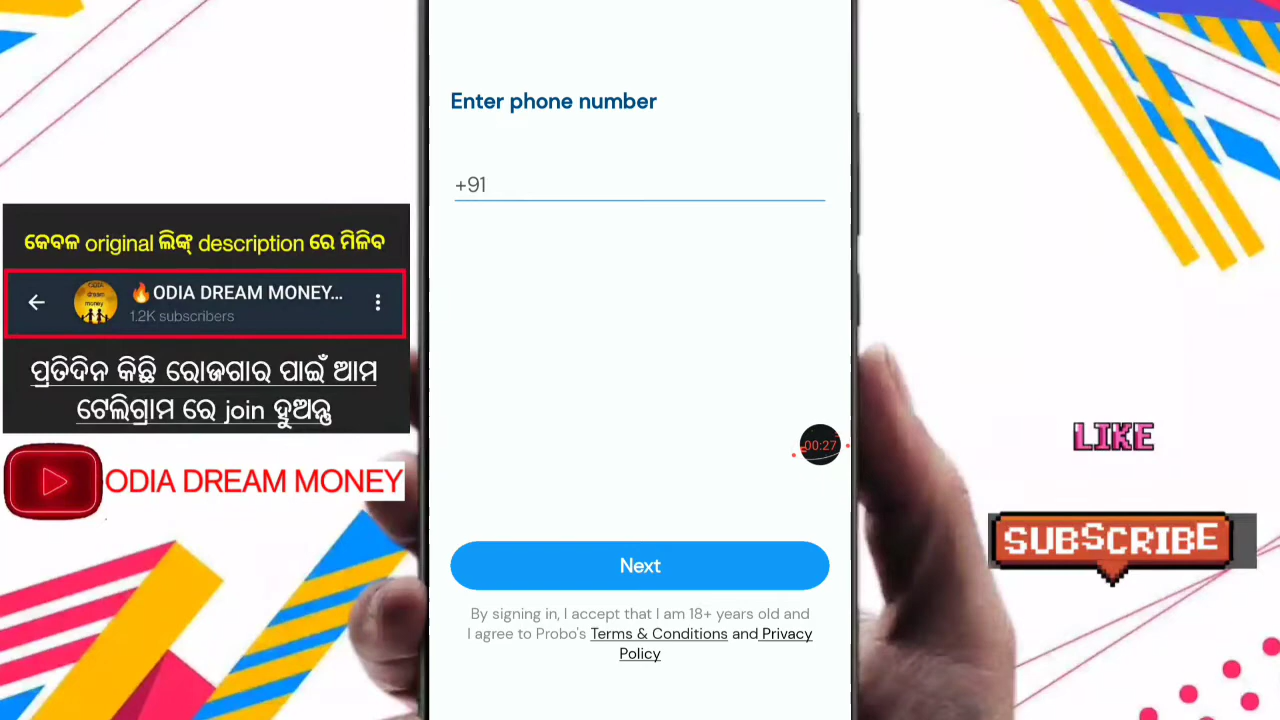 Enter phone number
+91
କେବଳ original ଲିଙ୍କ୍ description ରେ ମିଳିବ
🔥ODIA DREAM MONEY...
1.2K subscribers
ପ୍ରତିଦିନ କିଛି ରୋଜଗାର ପାଇଁ ଆମ
ଟେଲିଗ୍ରାମ ରେ join ହୁଅନ୍ତୁ
ODIA DREAM MONEY
00:27
LIKE
SUBSCRIBE
Next
By signing in, I accept that I am 18+ years old and
I agree to Probo's Terms & Conditions and Privacy
Policy